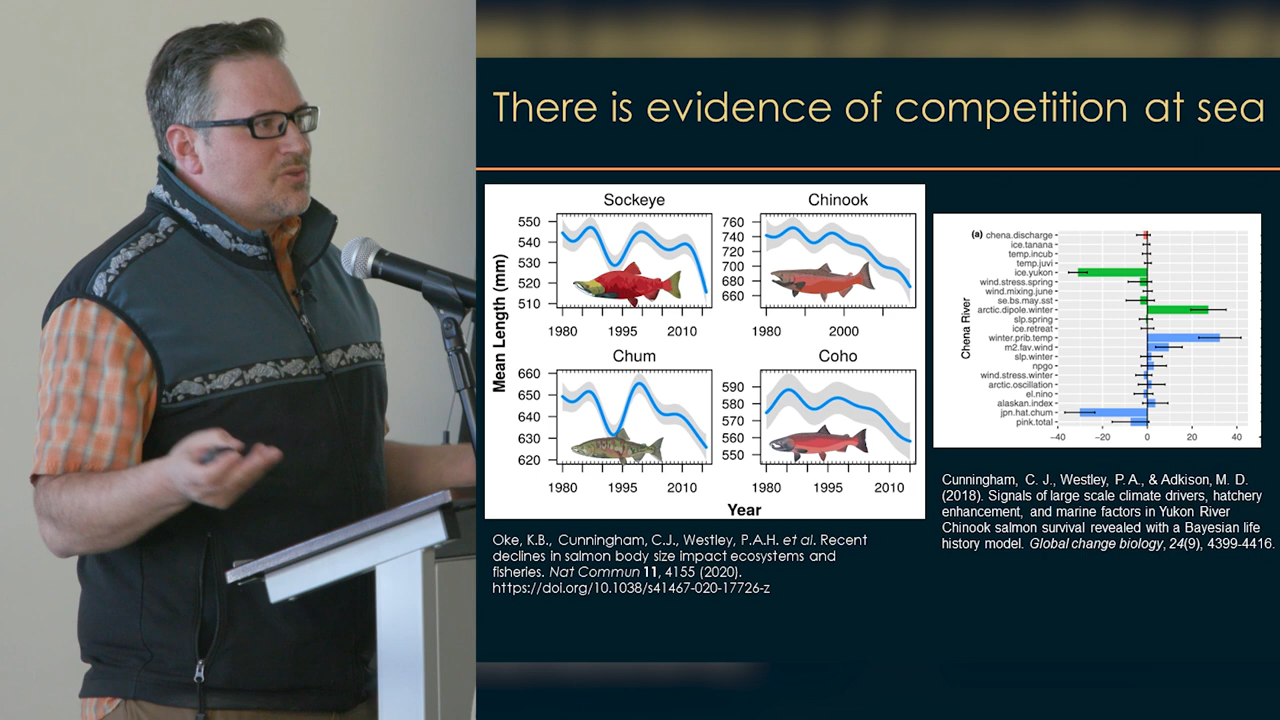 There is evidence of competition at sea
Sockeye
Chinook
550
540
530
520
510
760
740
720
700
680
660
1980
1995
2010
1980
2000
Mean Length (mm)
Chum
Coho
660
650
640
630
620
590
580
570
560
550
1980
1995
2010
1980
1995
2010
Year
(a)
Chena River
chena.discharge
ice.tanana
temp.incub
temp.juvi
ice.yukon
wind.stress.spring
wind.mixing.june
se.bs.may.sst
arctic.dipole.winter
slp.spring
ice.retreat
winter.prib.temp
m2.fav.wind
slp.winter
npgo
wind.stress.winter
arctic.oscillation
el.nino
alaskan.index
jpn.hat.chum
pink.total
−40
−20
0
20
40
Oke, K.B., Cunningham, C.J., Westley, P.A.H. et al. Recent
declines in salmon body size impact ecosystems and
fisheries. Nat Commun 11, 4155 (2020).
https://doi.org/10.1038/s41467-020-17726-z
Cunningham, C. J., Westley, P. A., & Adkison, M. D.
(2018). Signals of large scale climate drivers, hatchery
enhancement, and marine factors in Yukon River
Chinook salmon survival revealed with a Bayesian life
history model. Global change biology, 24(9), 4399-4416.